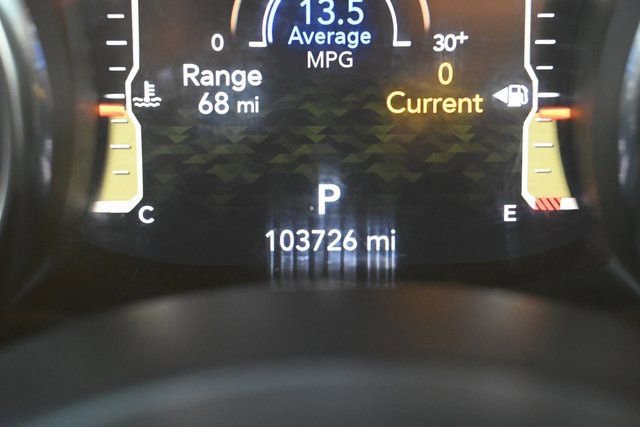 13.5
Average
MPG
0
30+
Range
68 mi
0
Current
P
C
E
103726 mi